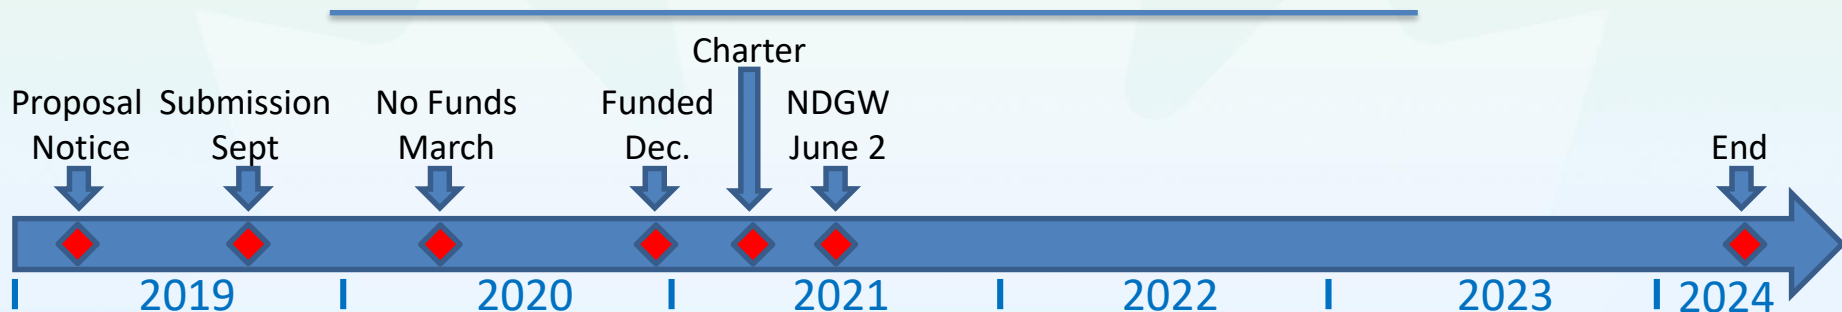 Charter
Proposal
Notice
Submission
Sept
No Funds
March
Funded
Dec.
NDGW
June 2
End
2019
2020
2021
2022
2023
2024